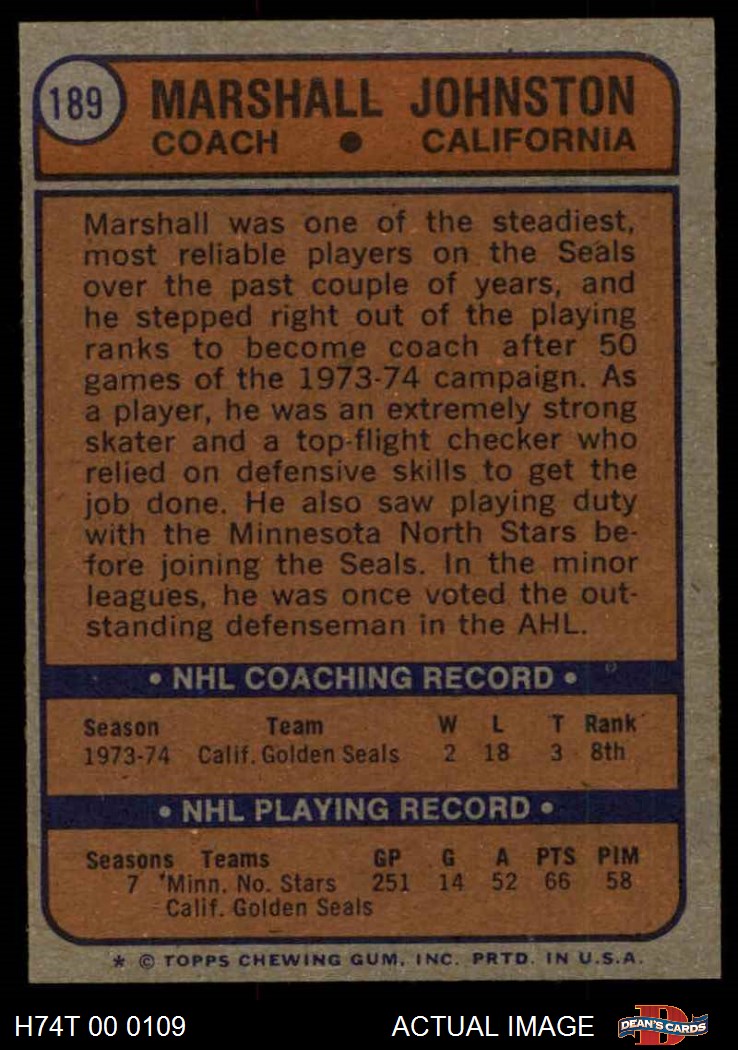 189
MARSHALL JOHNSTON
COACH ● CALIFORNIA
Marshall was one of the steadiest,
most reliable players on the Seals
over the past couple of years, and
he stepped right out of the playing
ranks to become coach after 50
games of the 1973-74 campaign. As
a player, he was an extremely strong
skater and a top-flight checker who
relied on defensive skills to get the
job done. He also saw playing duty
with the Minnesota North Stars be-
fore joining the Seals. In the minor
leagues, he was once voted the out-
standing defenseman in the AHL.
• NHL COACHING RECORD •
Season Team W L T Rank
1973-74 Calif. Golden Seals 2 18 3 8th
• NHL PLAYING RECORD •
Seasons Teams GP G A PTS PIM
7 Minn. No. Stars 251 14 52 66 58
Calif. Golden Seals
* © TOPPS CHEWING GUM, INC. PRTD. IN U.S.A.
H74T 00 0109 ACTUAL IMAGE D DEAN'S CARDS